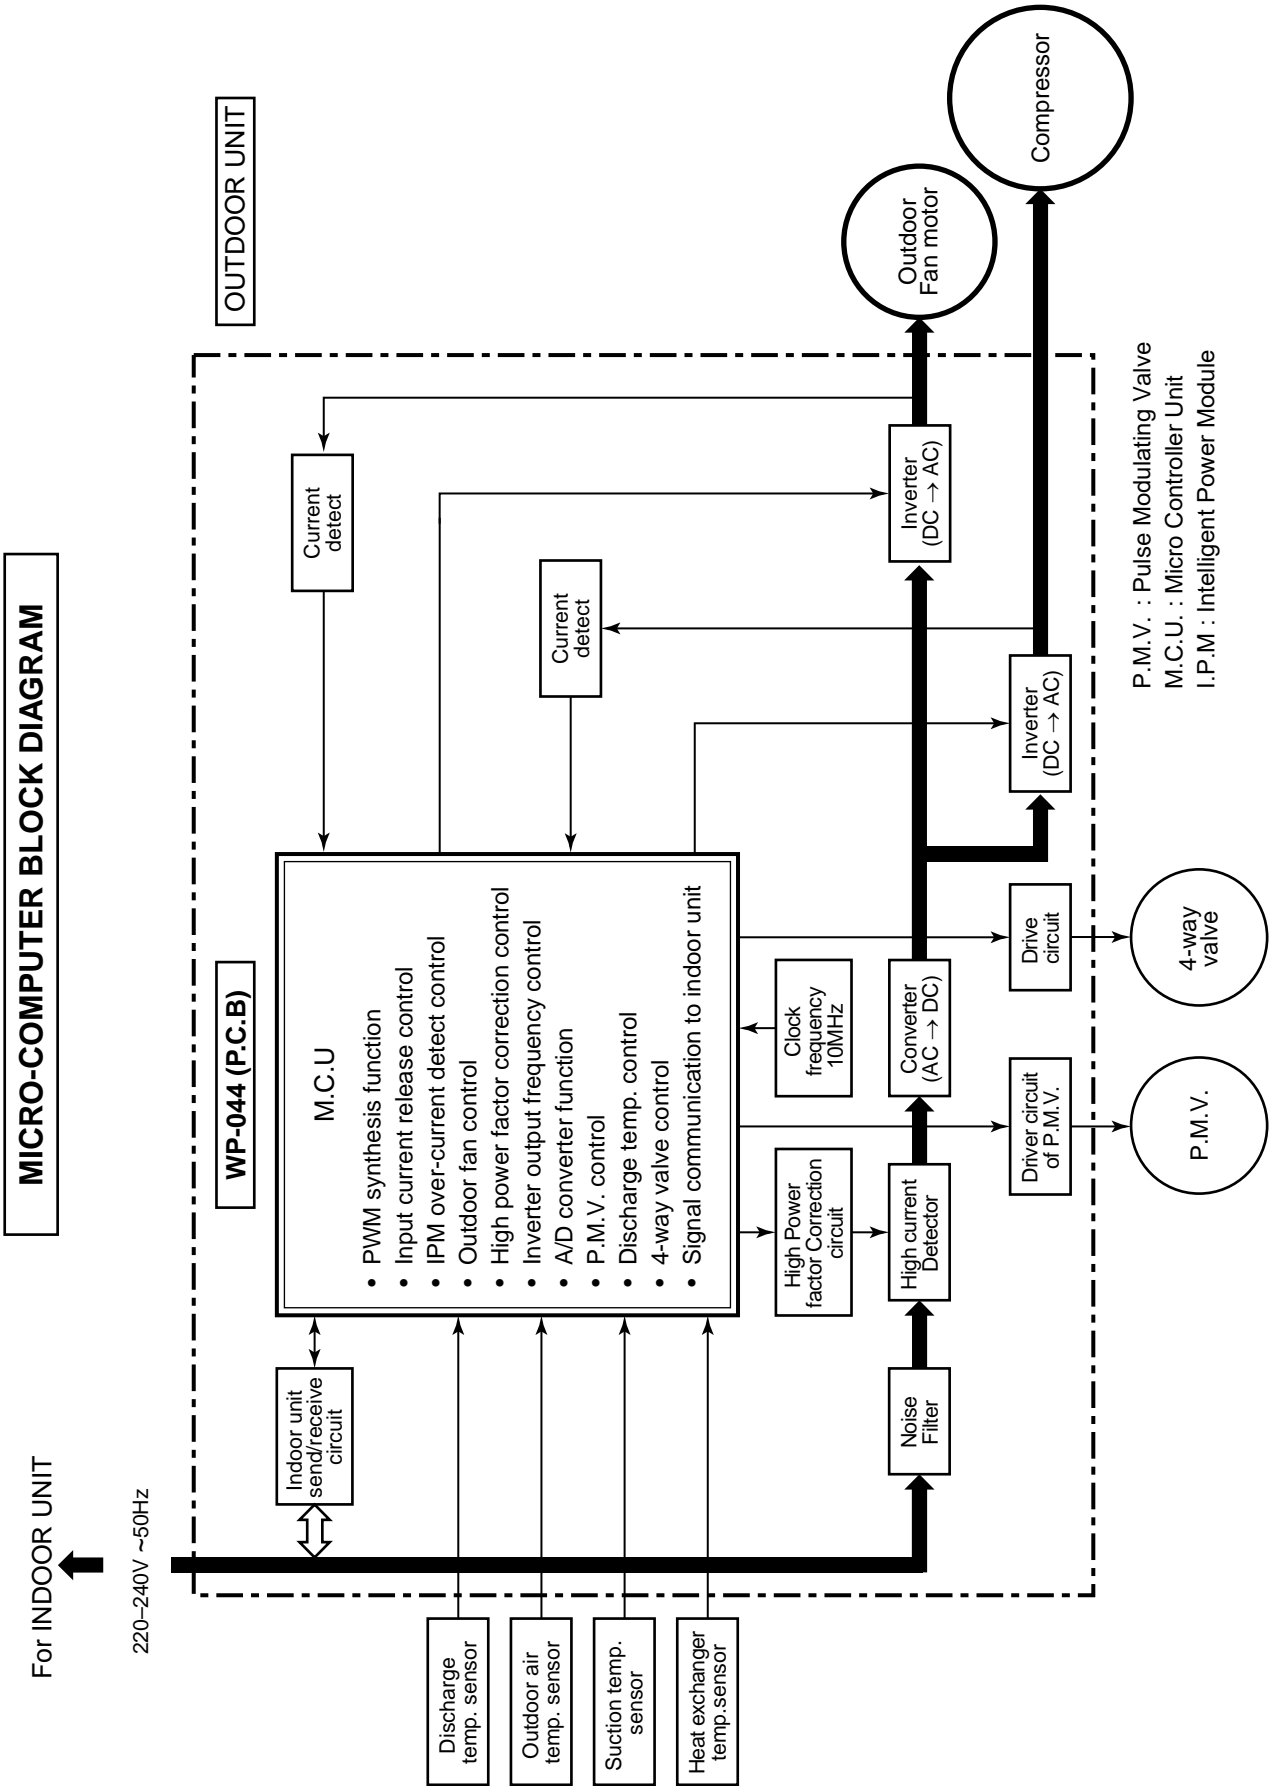 MICRO-COMPUTER BLOCK DIAGRAM
For INDOOR UNIT
220–240V ~50Hz
WP-044 (P.C.B)
OUTDOOR UNIT
Discharge
temp. sensor
Outdoor air
temp. sensor
Suction temp.
sensor
Heat exchanger
temp.sensor
Indoor unit
send/receive
circuit
M.C.U
• PWM synthesis function
• Input current release control
• IPM over-current detect control
• Outdoor fan control
• High power factor correction control
• Inverter output frequency control
• A/D converter function
• P.M.V. control
• Discharge temp. control
• 4-way valve control
• Signal communication to indoor unit
Current
detect
Current
detect
High Power
factor Correction
circuit
Clock
frequency
10MHz
Noise
Filter
High current
Detector
Converter
(AC → DC)
Inverter
(DC → AC)
Outdoor
Fan motor
Driver circuit
of P.M.V.
Drive
circuit
Inverter
(DC → AC)
Compressor
P.M.V.
4-way
valve
P.M.V. : Pulse Modulating Valve
M.C.U. : Micro Controller Unit
I.P.M : Intelligent Power Module